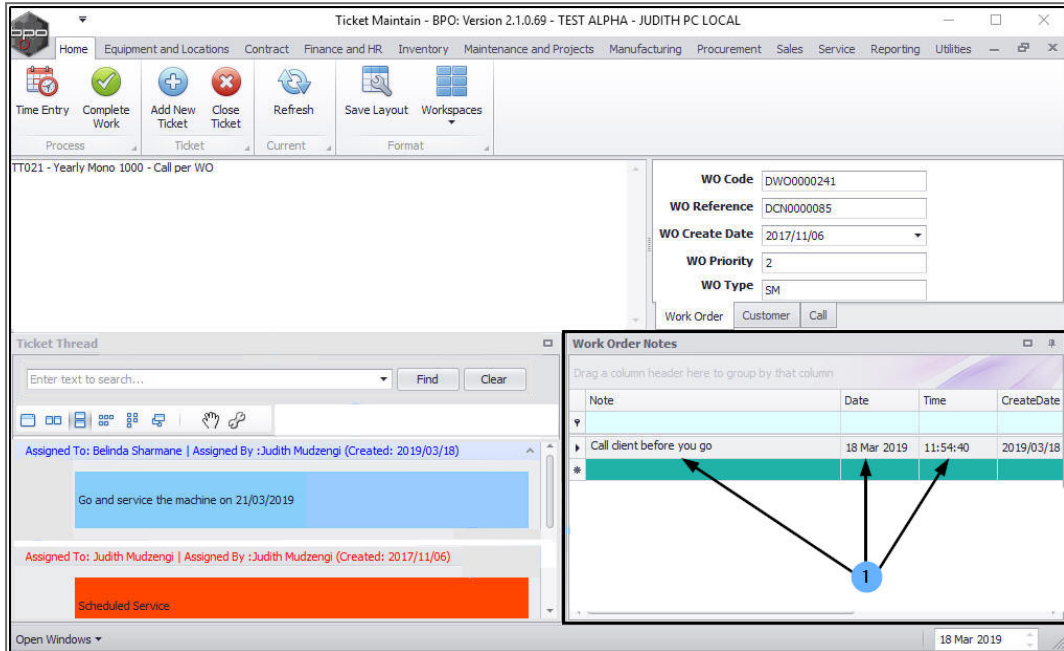 bpo
Ticket Maintain - BPO: Version 2.1.0.69 - TEST ALPHA - JUDITH PC LOCAL
Home Equipment and Locations Contract Finance and HR Inventory Maintenance and Projects Manufacturing Procurement Sales Service Reporting Utilities
Time Entry Complete Work Add New Ticket Close Ticket Refresh Save Layout Workspaces
Process Ticket Current Format
TT021 - Yearly Mono 1000 - Call per WO
WO Code DWO0000241
WO Reference DCN0000085
WO Create Date 2017/11/06
WO Priority 2
WO Type SM
Work Order Customer Call
Ticket Thread
Enter text to search... Find Clear
Assigned To: Belinda Sharmane | Assigned By :Judith Mudzengi (Created: 2019/03/18)
Go and service the machine on 21/03/2019
Assigned To: Judith Mudzengi | Assigned By :Judith Mudzengi (Created: 2017/11/06)
Scheduled Service
Work Order Notes
Drag a column header here to group by that column
Note Date Time CreateDate
Call client before you go 18 Mar 2019 11:54:40 2019/03/18
1
Open Windows 18 Mar 2019